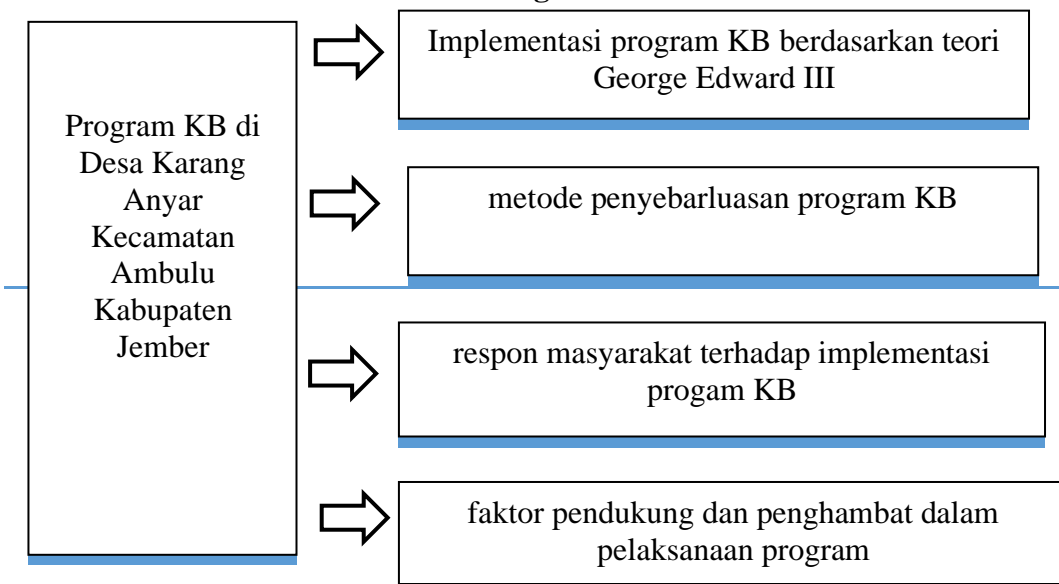 Program KB di
Desa Karang
Anyar
Kecamatan
Ambulu
Kabupaten
Jember
Implementasi program KB berdasarkan teori
George Edward III
metode penyebarluasan program KB
respon masyarakat terhadap implementasi
progam KB
faktor pendukung dan penghambat dalam
pelaksanaan program